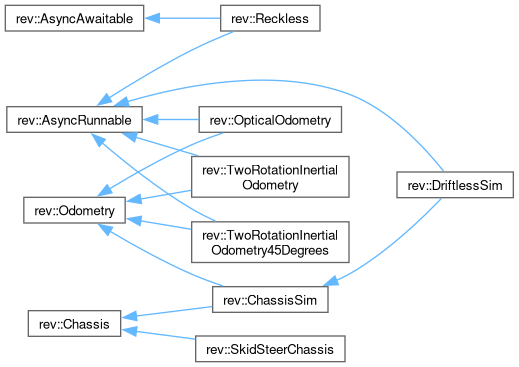 rev::AsyncAwaitable
rev::Reckless
rev::AsyncRunnable
rev::OpticalOdometry
rev::TwoRotationInertial
Odometry
rev::DriftlessSim
rev::Odometry
rev::TwoRotationInertial
Odometry45Degrees
rev::ChassisSim
rev::Chassis
rev::SkidSteerChassis